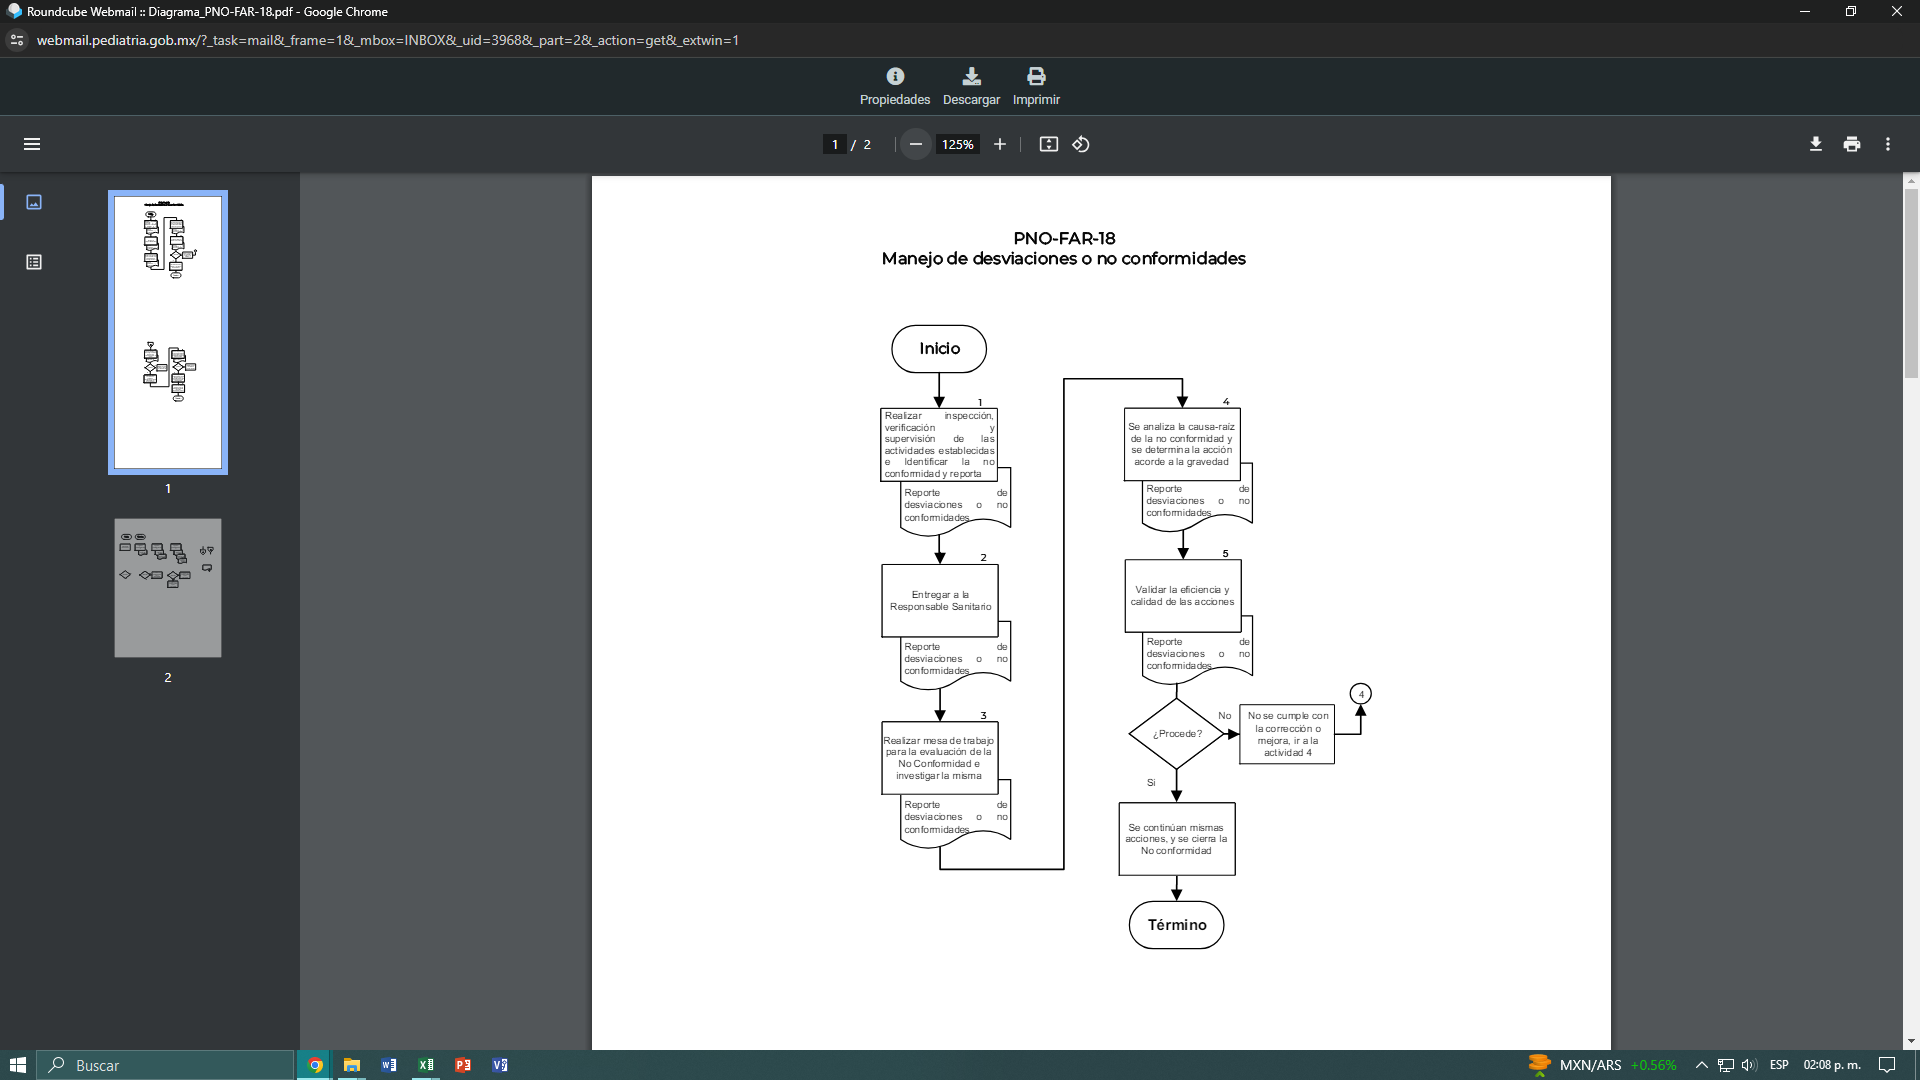 Roundcube Webmail :: Diagrama_PNO-FAR-18.pdf - Google Chrome
webmail.pediatria.gob.mx/?_task=mail&_frame=1&_mbox=INBOX&_uid=3968&_part=2&_action=get&_extwin=1
Propiedades
Descargar
Imprimir
1 / 2
125%
1
2
PNO-FAR-18
Manejo de desviaciones o no conformidades
Inicio
1
Realizar inspección,
verificación y
supervisión de las
actividades establecidas
e Identificar la no
conformidad y reporta
Reporte de
desviaciones o no
conformidades
2
Entregar a la
Responsable Sanitario
Reporte de
desviaciones o no
conformidades
3
Realizar mesa de trabajo
para la evaluación de la
No Conformidad e
investigar la misma
Reporte de
desviaciones o no
conformidades
4
Se analiza la causa-raíz
de la no conformidad y
se determina la acción
acorde a la gravedad
Reporte de
desviaciones o no
conformidades
5
Validar la eficiencia y
calidad de las acciones
Reporte de
desviaciones o no
conformidades
¿Procede?
No
No se cumple con
la corrección o
mejora, ir a la
actividad 4
4
Si
Se continúan mismas
acciones, y se cierra la
No conformidad
Término
Buscar
MXN/ARS +0.56%
ESP
02:08 p. m.